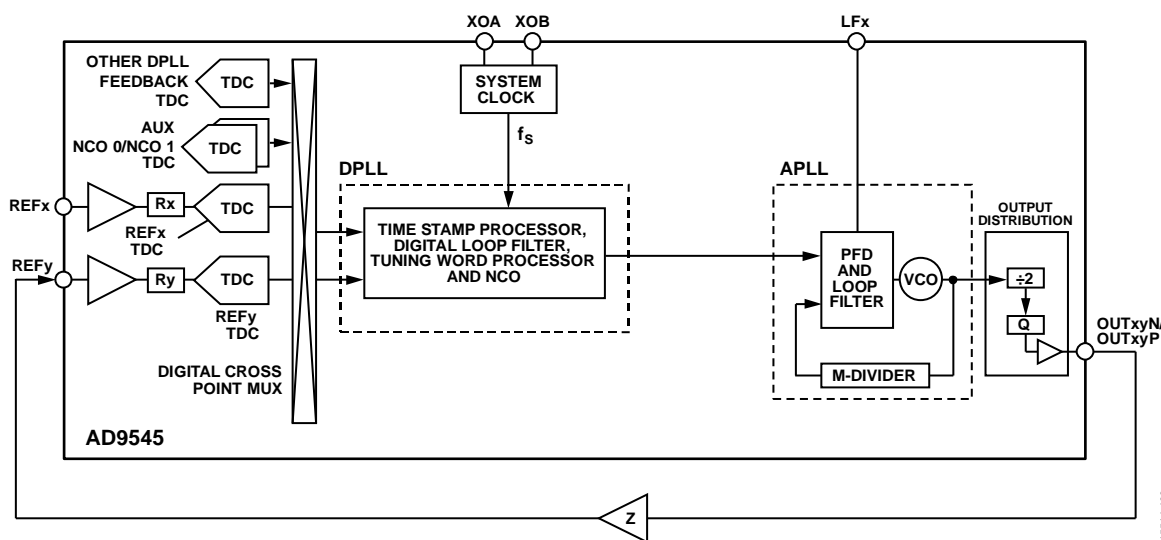 XOA XOB
LFx
OTHER DPLL
FEEDBACK
TDC
TDC
SYSTEM
CLOCK
AUX
NCO 0/NCO 1
TDC
TDC
fS
DPLL
APLL
OUTPUT
DISTRIBUTION
REFx
Rx
TDC
REFx
TDC
TIME STAMP PROCESSOR,
DIGITAL LOOP FILTER,
TUNING WORD PROCESSOR
AND NCO
PFD
AND
LOOP
FILTER
VCO
÷2
Q
REFy
Ry
TDC
REFy
TDC
OUTxyN/
OUTxyP
M-DIVIDER
DIGITAL CROSS
POINT MUX
AD9545
Z